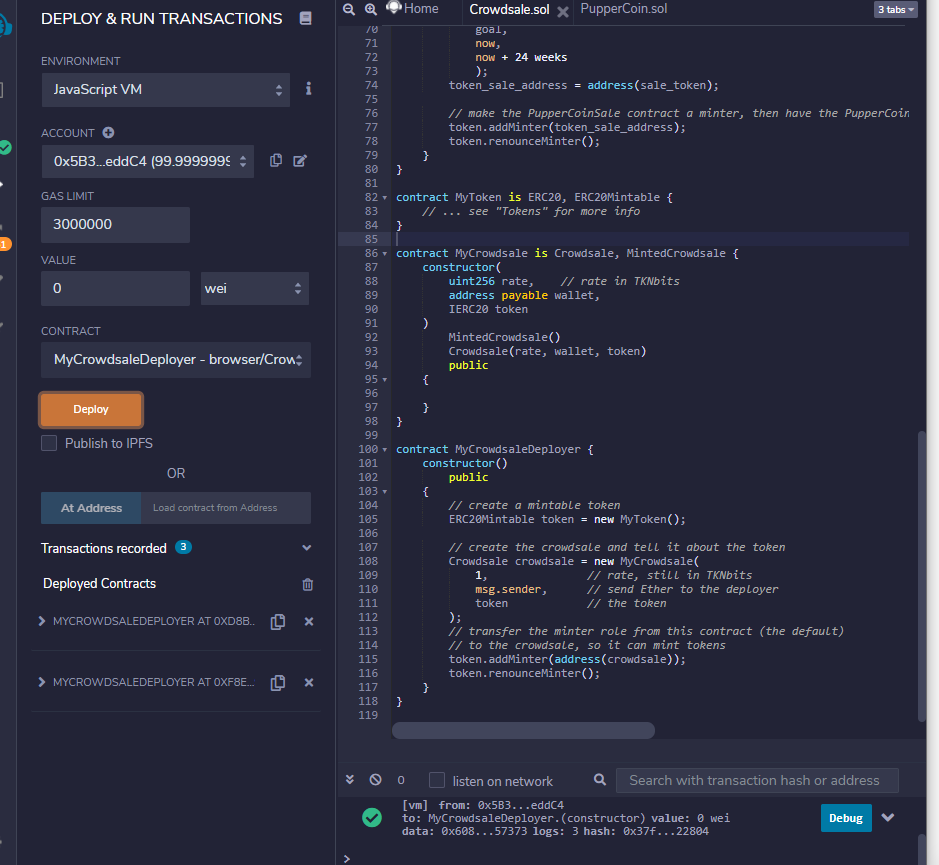 DEPLOY & RUN TRANSACTIONS
ENVIRONMENT
JavaScript VM
ACCOUNT
0x5B3...eddC4 (99.9999999
GAS LIMIT
3000000
VALUE
0
wei
CONTRACT
MyCrowdsaleDeployer - browser/Crow
Deploy
Publish to IPFS
OR
At Address
Load contract from Address
Transactions recorded 3
Deployed Contracts
MYCROWDSALEDEPLOYER AT 0XD8B...
MYCROWDSALEDEPLOYER AT 0XF8E...
1
Home
Crowdsale.sol
PupperCoin.sol
3 tabs
70 goal,
71 now,
72 now + 24 weeks
73 );
74 token_sale_address = address(sale_token);
75
76 // make the PupperCoinSale contract a minter, then have the PupperCoin
77 token.addMinter(token_sale_address);
78 token.renounceMinter();
79 }
80 }
81
82 contract MyToken is ERC20, ERC20Mintable {
83 // ... see "Tokens" for more info
84 }
85
86 contract MyCrowdsale is Crowdsale, MintedCrowdsale {
87 constructor(
88 uint256 rate, // rate in TKNbits
89 address payable wallet,
90 IERC20 token
91 )
92 MintedCrowdsale()
93 Crowdsale(rate, wallet, token)
94 public
95 {
96
97 }
98 }
99
100 contract MyCrowdsaleDeployer {
101 constructor()
102 public
103 {
104 // create a mintable token
105 ERC20Mintable token = new MyToken();
106
107 // create the crowdsale and tell it about the token
108 Crowdsale crowdsale = new MyCrowdsale(
109 1, // rate, still in TKNbits
110 msg.sender, // send Ether to the deployer
111 token // the token
112 );
113 // transfer the minter role from this contract (the default)
114 // to the crowdsale, so it can mint tokens
115 token.addMinter(address(crowdsale));
116 token.renounceMinter();
117 }
118 }
119
0
listen on network
Search with transaction hash or address
[vm] from: 0x5B3...eddC4
to: MyCrowdsaleDeployer.(constructor) value: 0 wei
data: 0x608...57373 logs: 3 hash: 0x37f...22804
Debug
>